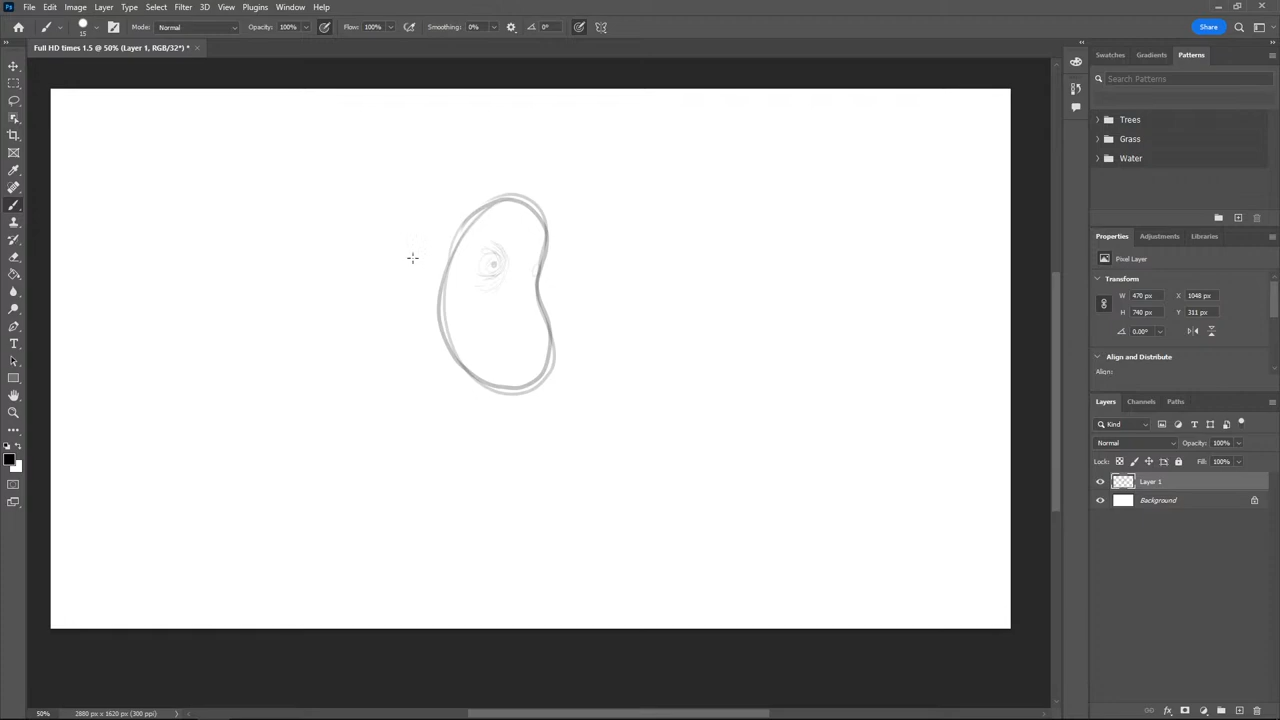 Ps File Edit Image Layer Type Select Filter 3D View Plugins Window Help
15 Mode: Normal Opacity: 100% Flow: 100% Smoothing: 0% 0° Share
Full HD times 1.5 @ 50% (Layer 1, RGB/32*) * ×
Swatches Gradients Patterns
Search Patterns
Trees
Grass
Water
Properties Adjustments Libraries
Pixel Layer
Transform
W 470 px X 1048 px
H 740 px Y 311 px
0.00°
Align and Distribute
Align:
Layers Channels Paths
Kind
Normal Opacity: 100%
Lock: Fill: 100%
Layer 1
Background
50% 2880 px x 1620 px (300 ppi)
fx